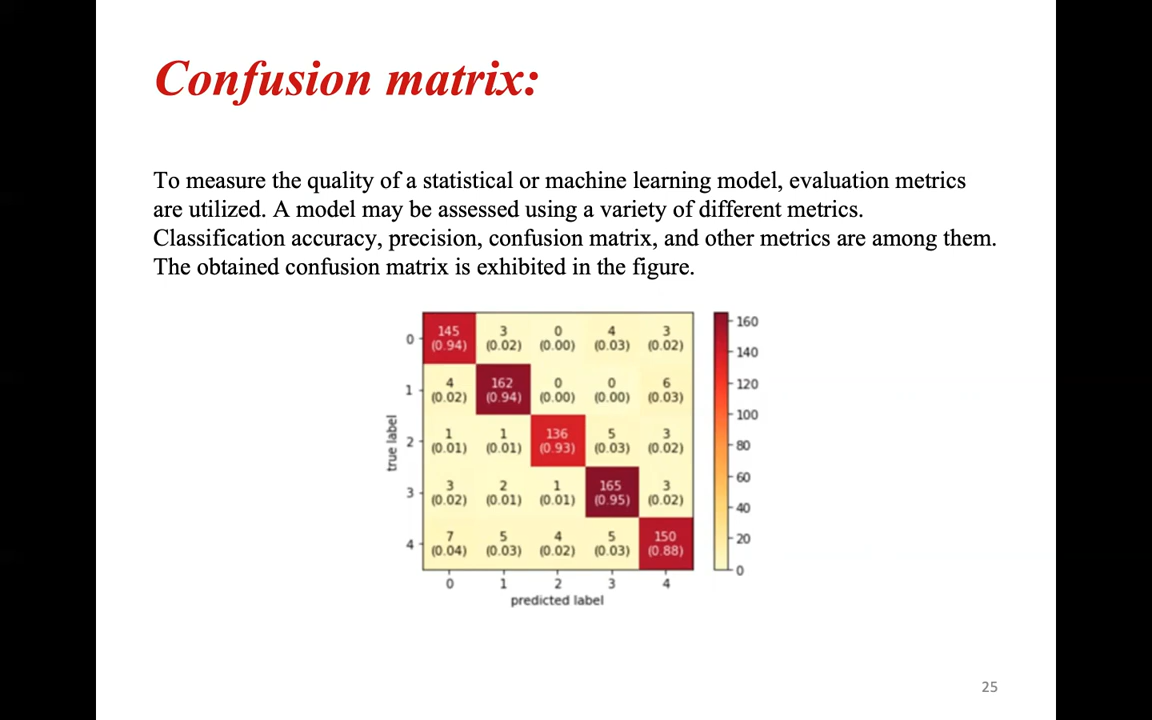 Confusion matrix:
To measure the quality of a statistical or machine learning model, evaluation metrics
are utilized. A model may be assessed using a variety of different metrics.
Classification accuracy, precision, confusion matrix, and other metrics are among them.
The obtained confusion matrix is exhibited in the figure.
0 145 3 0 4 3
(0.94) (0.02) (0.00) (0.03) (0.02)
1 4 162 0 0 6
(0.02) (0.94) (0.00) (0.00) (0.03)
2 1 1 136 5 3
(0.01) (0.01) (0.93) (0.03) (0.02)
3 3 2 1 165 3
(0.02) (0.01) (0.01) (0.95) (0.02)
4 7 5 4 5 150
(0.04) (0.03) (0.02) (0.03) (0.88)
true label
0 1 2 3 4
predicted label
160
140
120
100
80
60
40
20
0
25